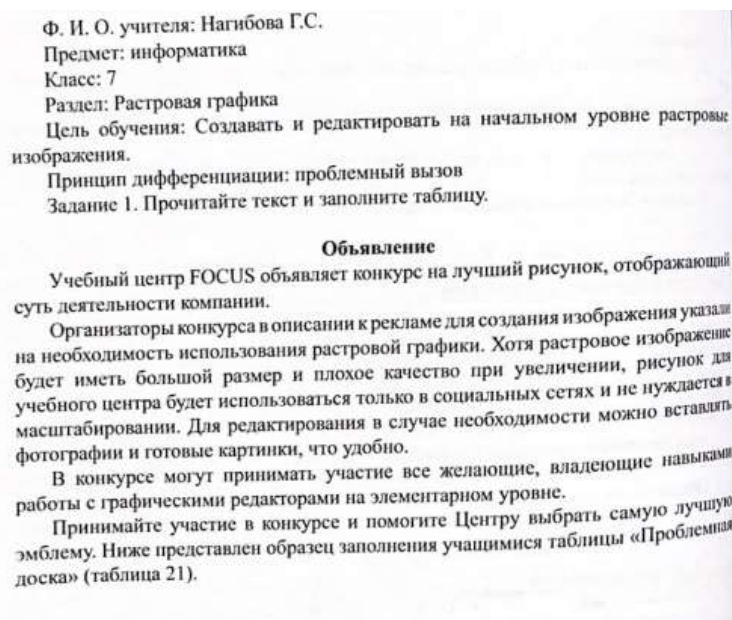 Ф. И. О. учителя: Нагибова Г.С.
Предмет: информатика
Класс: 7
Раздел: Растровая графика
Цель обучения: Создавать и редактировать на начальном уровне растровые
изображения.
Принцип дифференциации: проблемный вызов
Задание 1. Прочитайте текст и заполните таблицу.
Объявление
Учебный центр FOCUS объявляет конкурс на лучший рисунок, отображающий
суть деятельности компании.
Организаторы конкурса в описании к рекламе для создания изображения указали
на необходимость использования растровой графики. Хотя растровое изображение
будет иметь большой размер и плохое качество при увеличении, рисунок для
учебного центра будет использоваться только в социальных сетях и не нуждается в
масштабировании. Для редактирования в случае необходимости можно вставлять
фотографии и готовые картинки, что удобно.
В конкурсе могут принимать участие все желающие, владеющие навыками
работы с графическими редакторами на элементарном уровне.
Принимайте участие в конкурсе и помогите Центру выбрать самую лучшую
эмблему. Ниже представлен образец заполнения учащимися таблицы «Проблемная
доска» (таблица 21).